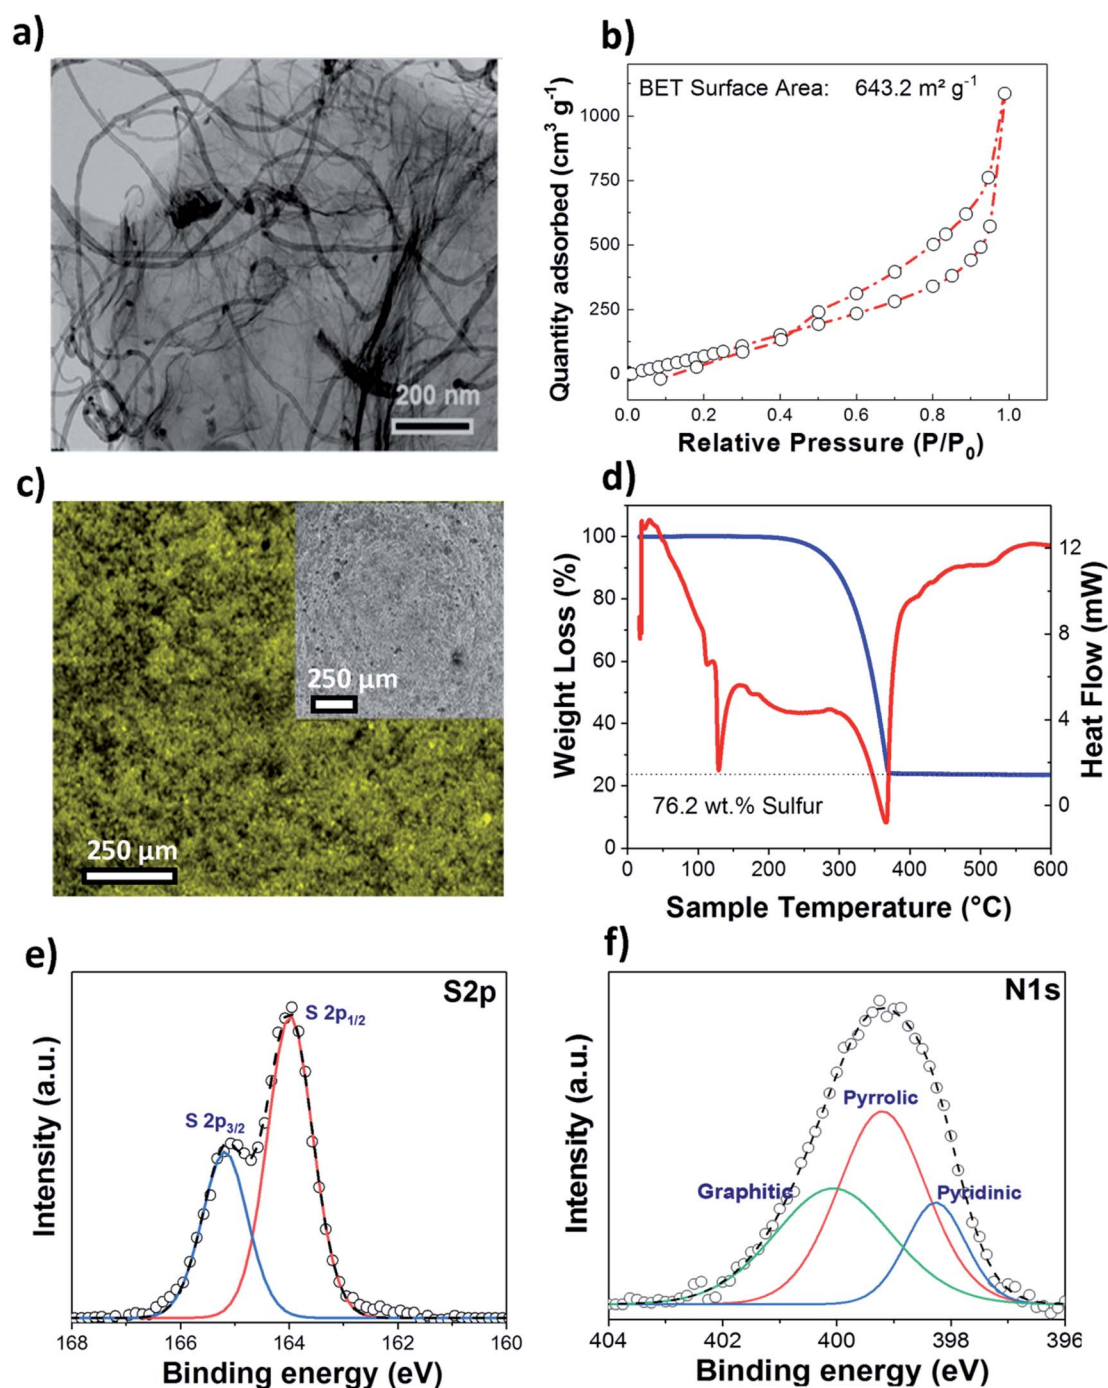 a)
200 nm
b)
BET Surface Area: 643.2 m² g⁻¹
Quantity adsorbed (cm³ g⁻¹)
1000
750
500
250
0
0.0 0.2 0.4 0.6 0.8 1.0
Relative Pressure (P/P₀)
c)
250 µm
250 µm
d)
Weight Loss (%)
100
80
60
40
20
0
76.2 wt.% Sulfur
12
8
4
0
Heat Flow (mW)
0 100 200 300 400 500 600
Sample Temperature (°C)
e)
S2p
S 2p₁/₂
S 2p₃/₂
Intensity (a.u.)
168 166 164 162 160
Binding energy (eV)
f)
N1s
Pyrrolic
Graphitic
Pyridinic
Intensity (a.u.)
404 402 400 398 396
Binding energy (eV)